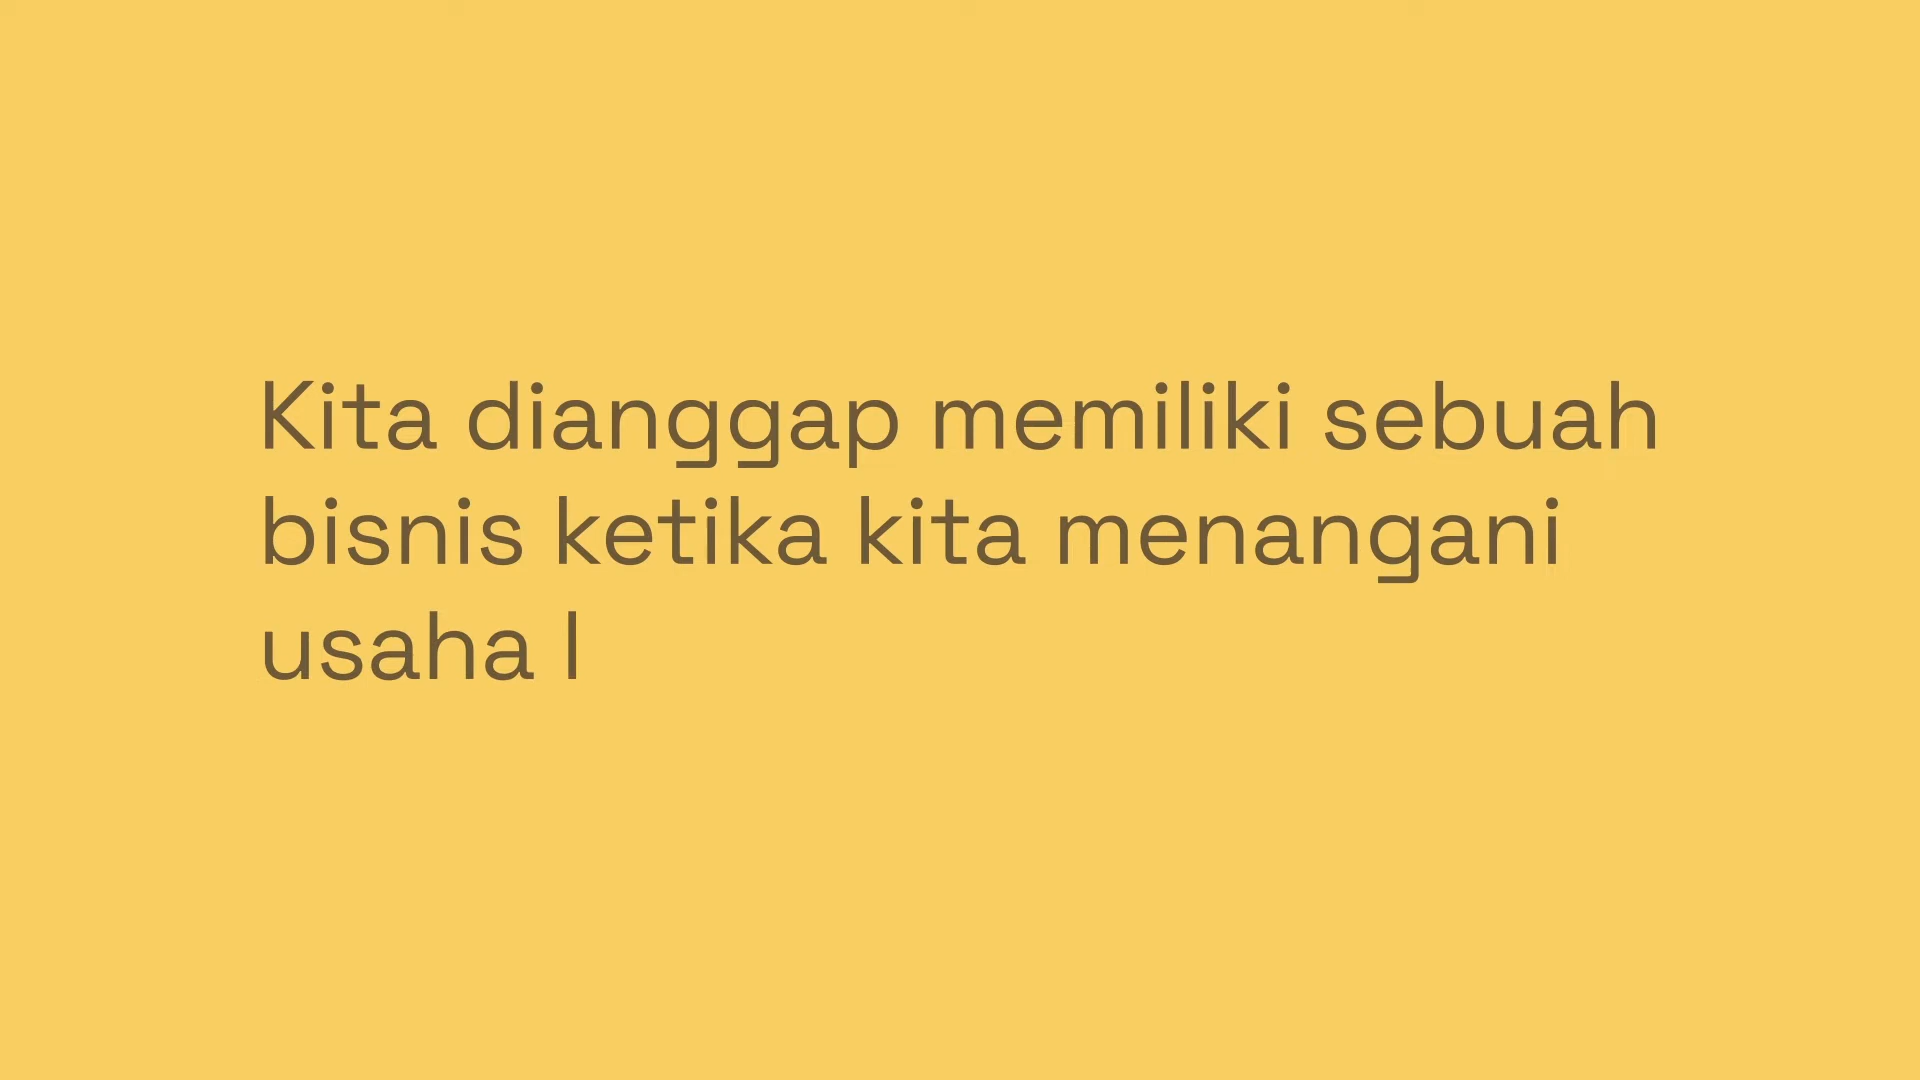 Kita dianggap memiliki sebuah
bisnis ketika kita menangani
usaha l